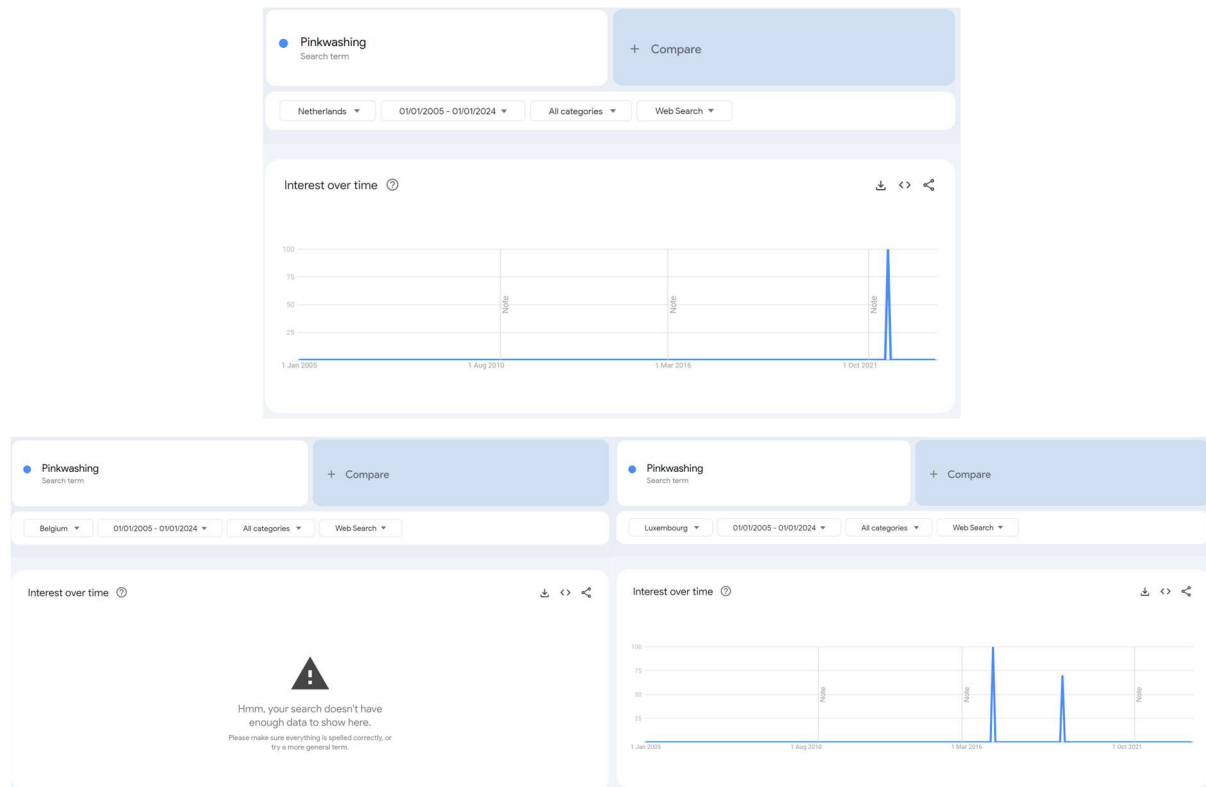 Pinkwashing
Search term
+ Compare
Netherlands
01/01/2005 - 01/01/2024
All categories
Web Search
Interest over time
100
75
50
25
Note
Note
Note
1 Jan 2005
1 Aug 2010
1 Mar 2016
1 Oct 2021
Pinkwashing
Search term
+ Compare
Belgium
01/01/2005 - 01/01/2024
All categories
Web Search
Interest over time
Hmm, your search doesn't have
enough data to show here.
Please make sure everything is spelled correctly, or
try a more general term.
Pinkwashing
Search term
+ Compare
Luxembourg
01/01/2005 - 01/01/2024
All categories
Web Search
Interest over time
100
75
50
25
Note
Note
Note
1 Jan 2005
1 Aug 2010
1 Mar 2016
1 Oct 2021